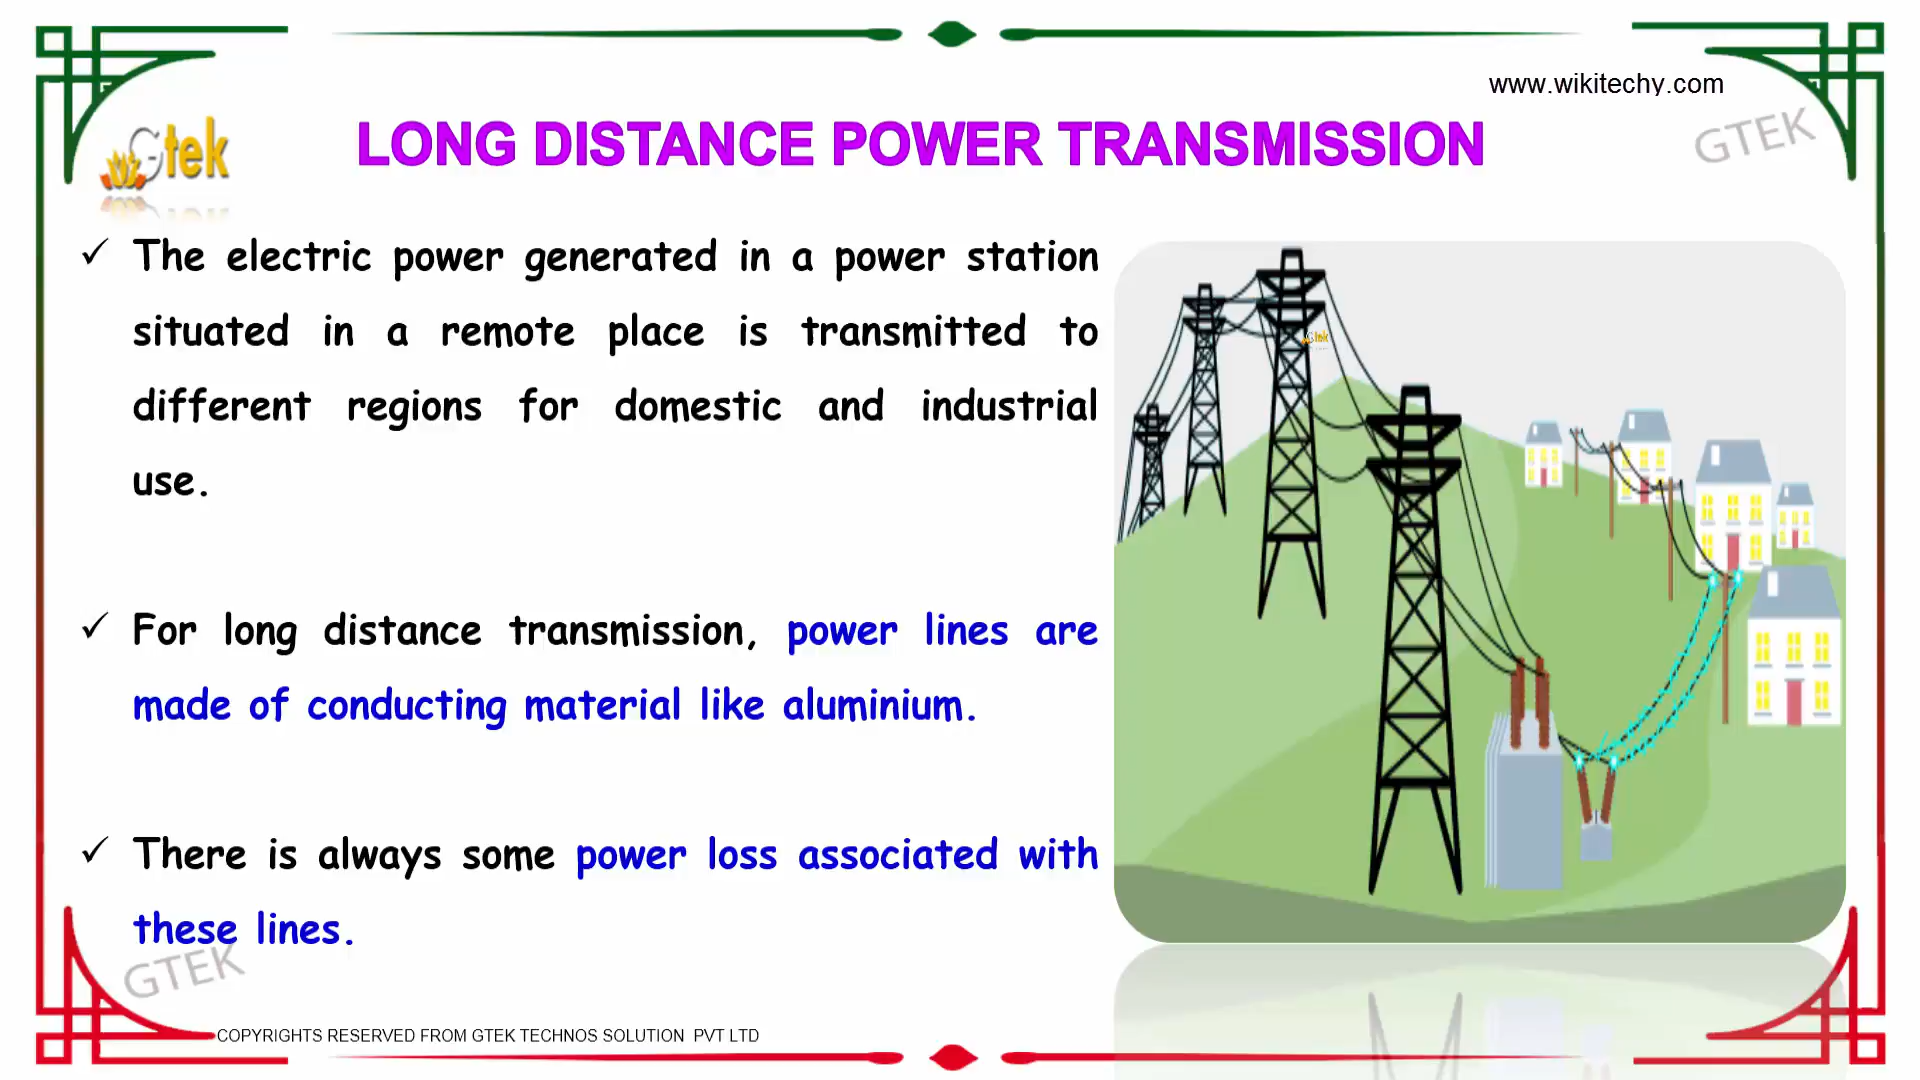 www.wikitechy.com
Gtek
LONG DISTANCE POWER TRANSMISSION
GTEK
The electric power generated in a power station
situated in a remote place is transmitted to
different regions for domestic and industrial
use.
Gtek
For long distance transmission, power lines are
made of conducting material like aluminium.
There is always some power loss associated with
these lines.
GTEK
COPYRIGHTS RESERVED FROM GTEK TECHNOS SOLUTION PVT LTD